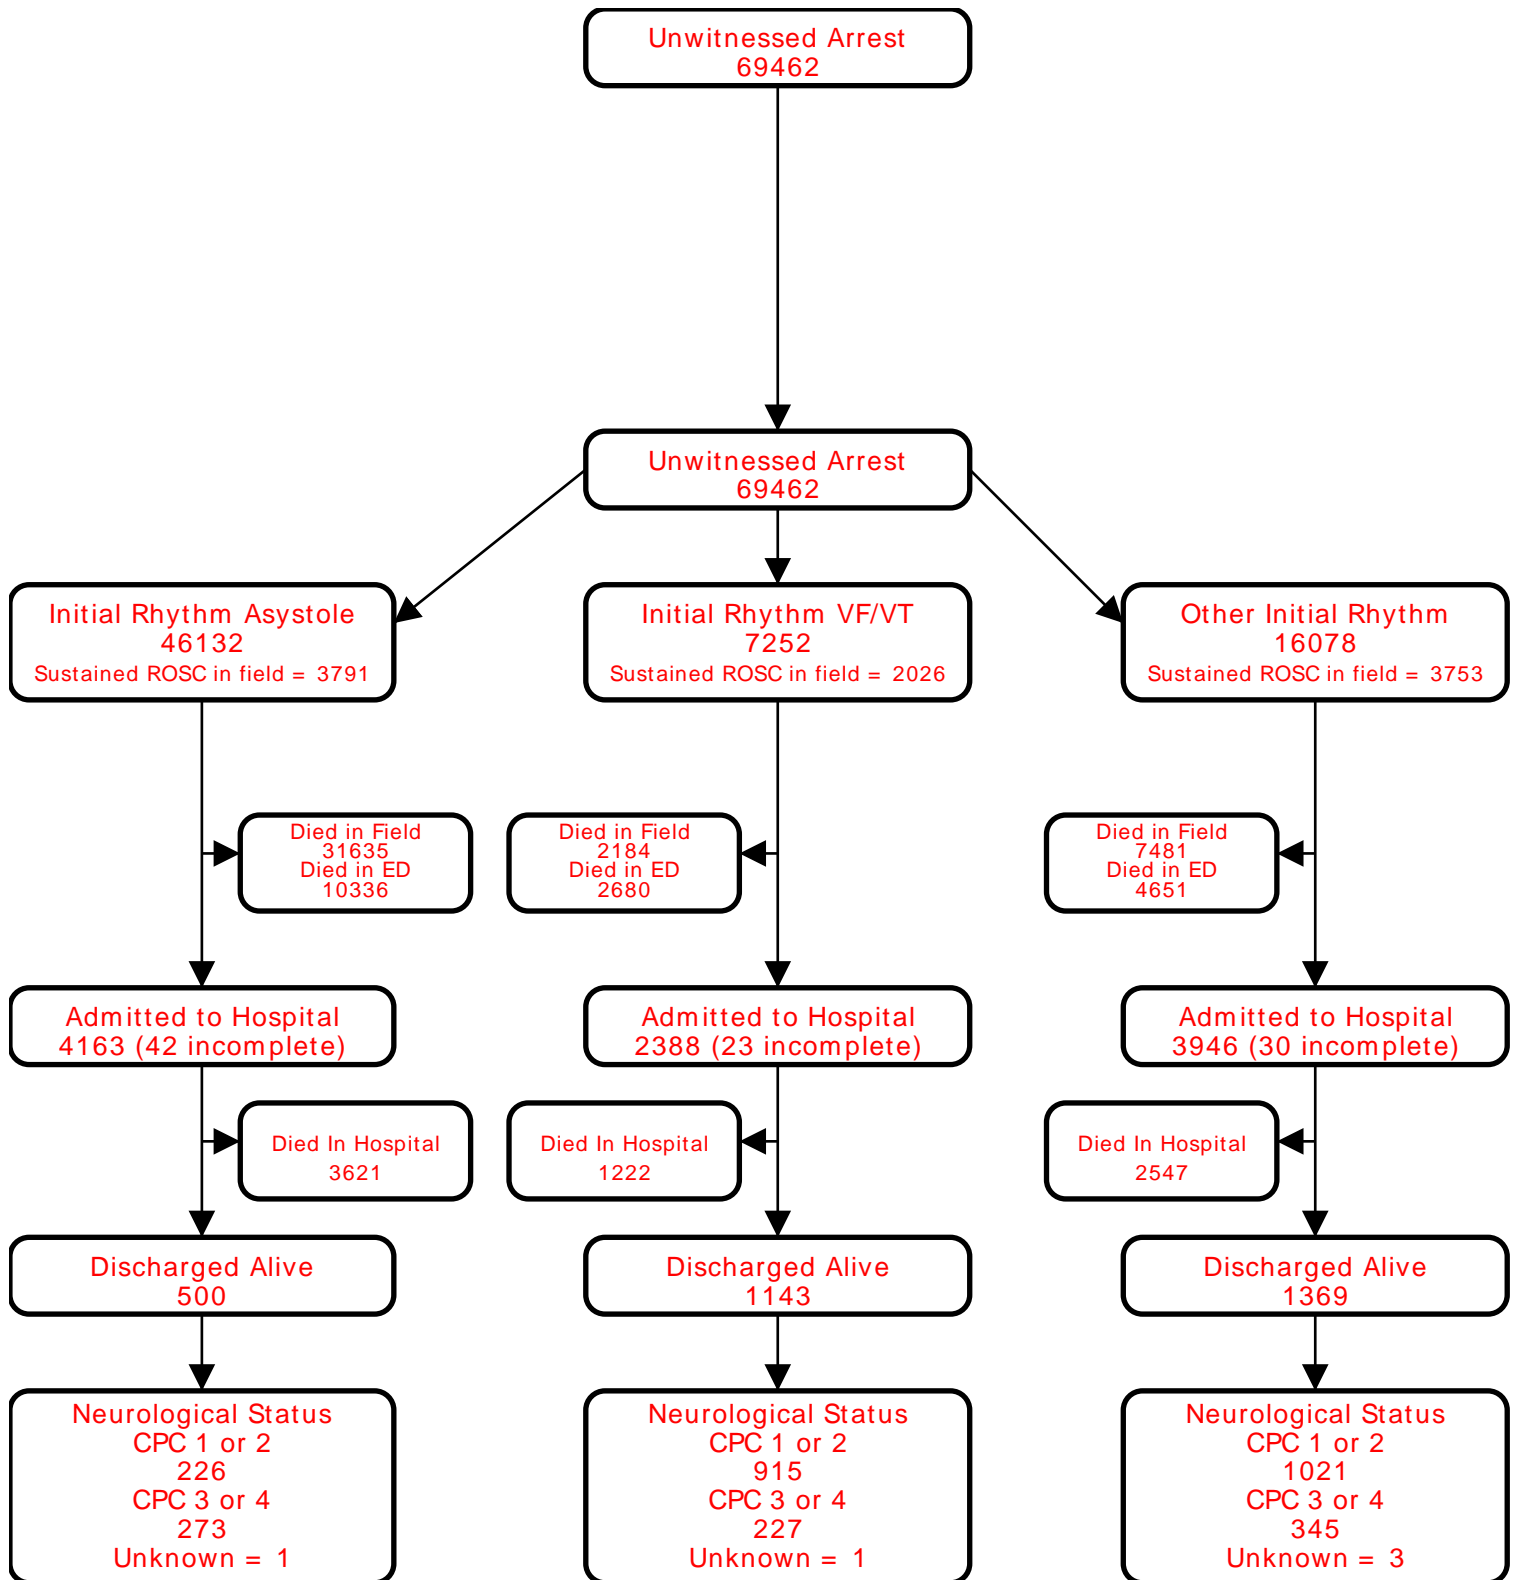 Unwitnessed Arrest
69462
Unwitnessed Arrest
69462
Initial Rhythm Asystole
46132
Sustained ROSC in field = 3791
Initial Rhythm VF/VT
7252
Sustained ROSC in field = 2026
Other Initial Rhythm
16078
Sustained ROSC in field = 3753
Died in Field
31635
Died in ED
10336
Died in Field
2184
Died in ED
2680
Died in Field
7481
Died in ED
4651
Admitted to Hospital
4163 (42 incomplete)
Admitted to Hospital
2388 (23 incomplete)
Admitted to Hospital
3946 (30 incomplete)
Died In Hospital
3621
Died In Hospital
1222
Died In Hospital
2547
Discharged Alive
500
Discharged Alive
1143
Discharged Alive
1369
Neurological Status
CPC 1 or 2
226
CPC 3 or 4
273
Unknown = 1
Neurological Status
CPC 1 or 2
915
CPC 3 or 4
227
Unknown = 1
Neurological Status
CPC 1 or 2
1021
CPC 3 or 4
345
Unknown = 3